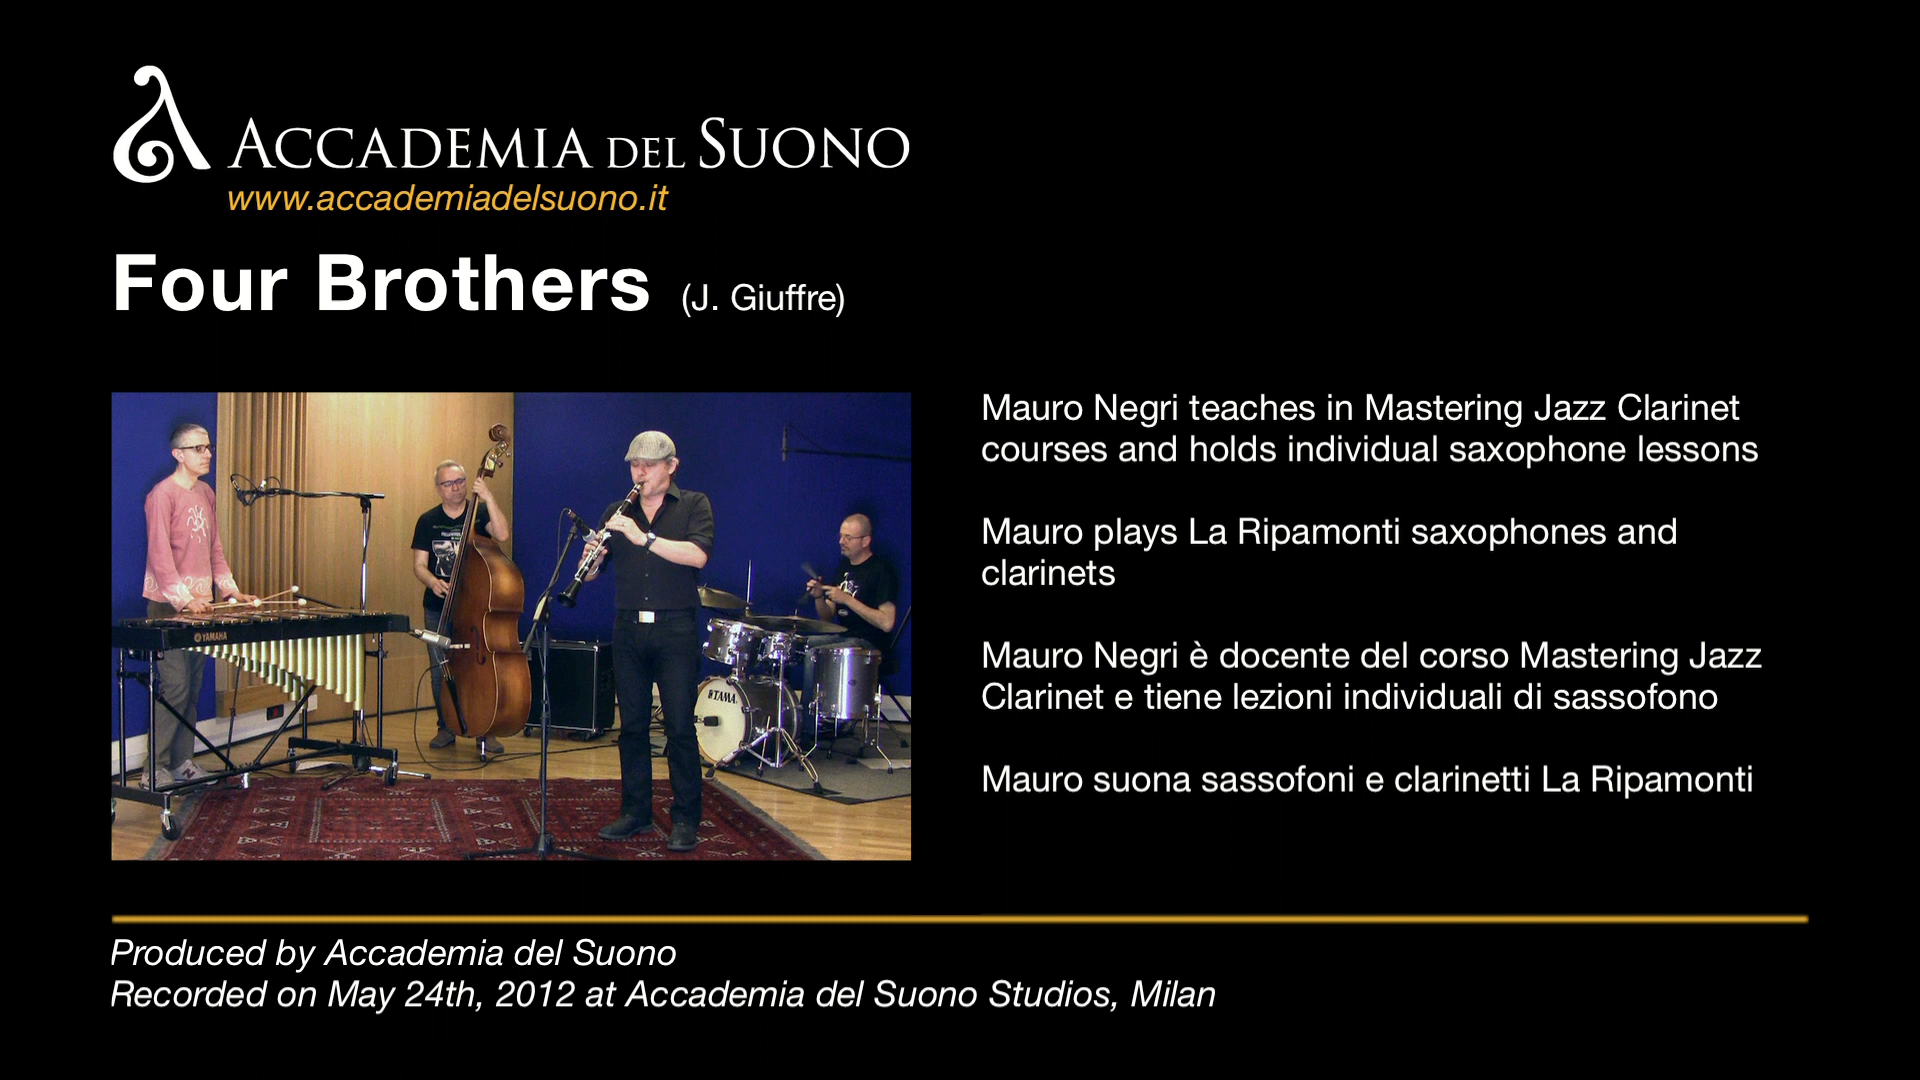 ACCADEMIA DEL SUONO
www.accademiadelsuono.it
Four Brothers (J. Giuffre)
Mauro Negri teaches in Mastering Jazz Clarinet
courses and holds individual saxophone lessons
Mauro plays La Ripamonti saxophones and
clarinets
Mauro Negri è docente del corso Mastering Jazz
Clarinet e tiene lezioni individuali di sassofono
Mauro suona sassofoni e clarinetti La Ripamonti
YAMAHA
TAMA
Produced by Accademia del Suono
Recorded on May 24th, 2012 at Accademia del Suono Studios, Milan